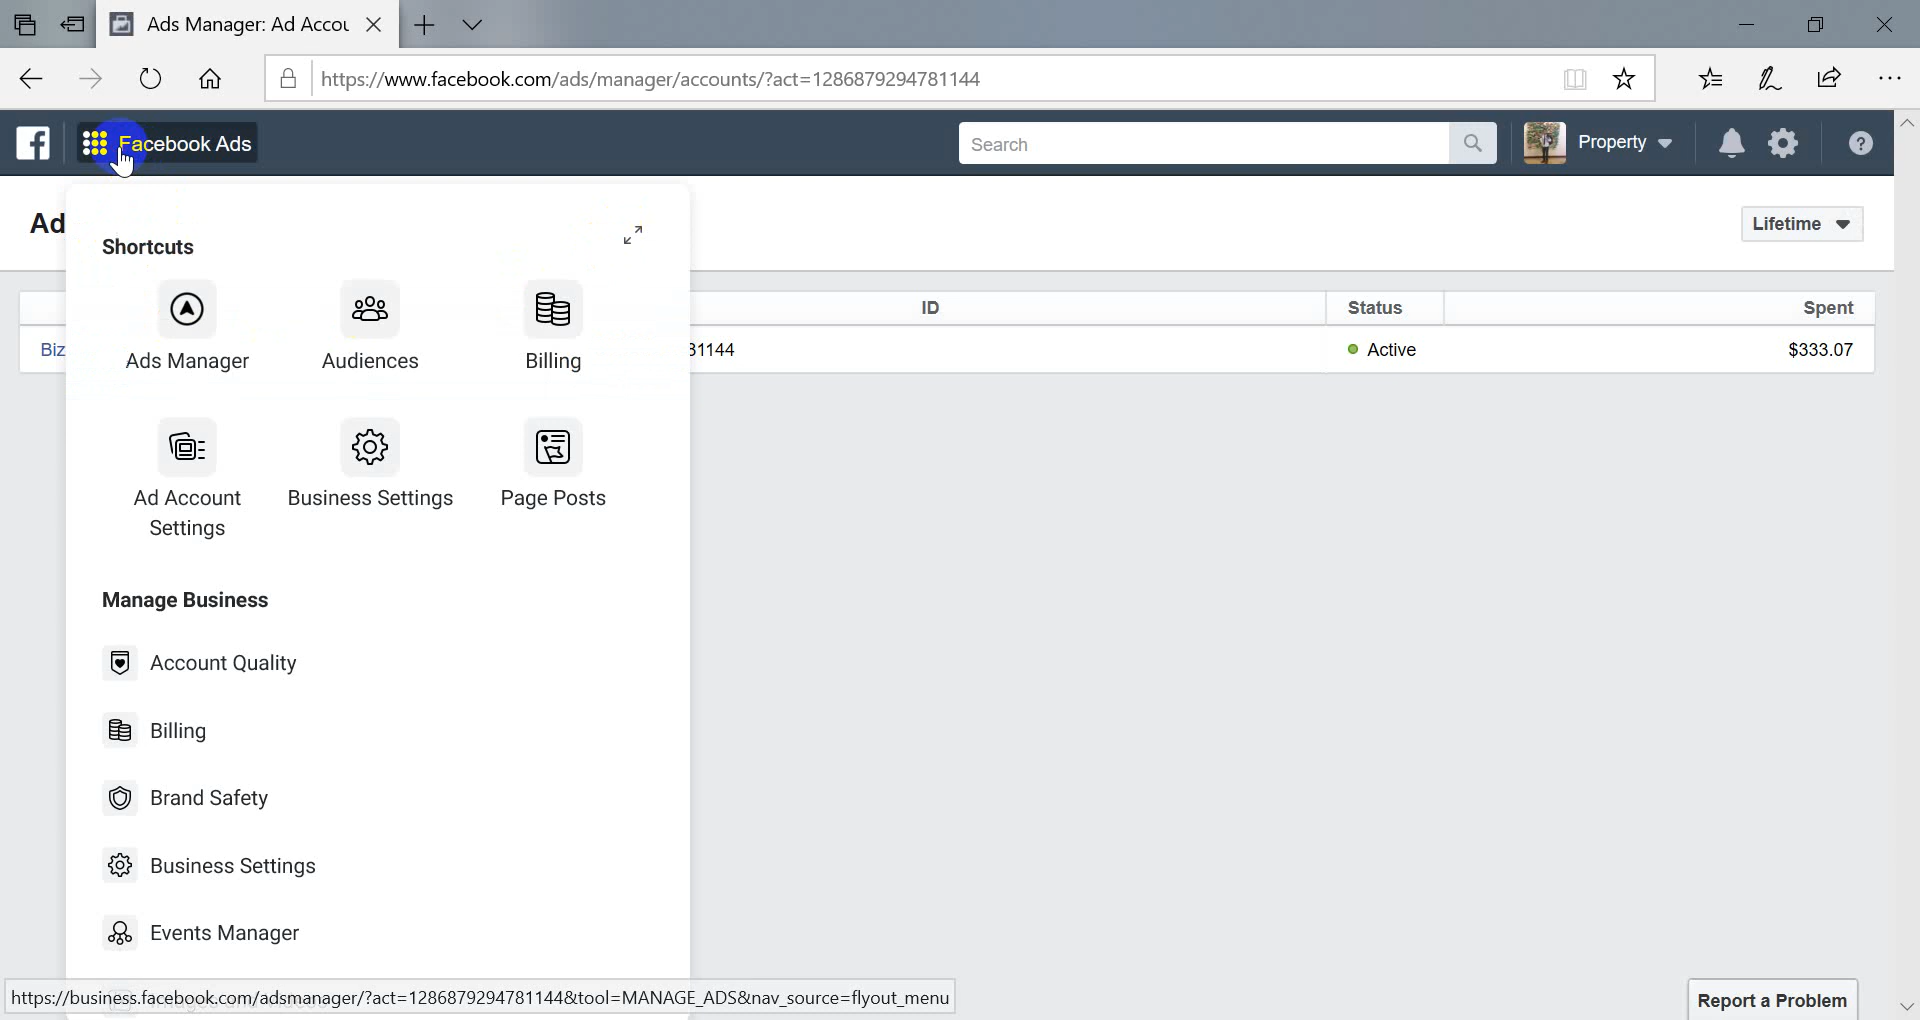 Ads Manager: Ad Accou
https://www.facebook.com/ads/manager/accounts/?act=1286879294781144
Facebook Ads
Search
Property
Ad
Lifetime
Shortcuts
ID
Status
Spent
Biz
31144
Active
$333.07
Ads Manager
Audiences
Billing
Ad Account
Settings
Business Settings
Page Posts
Manage Business
Account Quality
Billing
Brand Safety
Business Settings
Events Manager
https://business.facebook.com/adsmanager/?act=1286879294781144&tool=MANAGE_ADS&nav_source=flyout_menu
Report a Problem